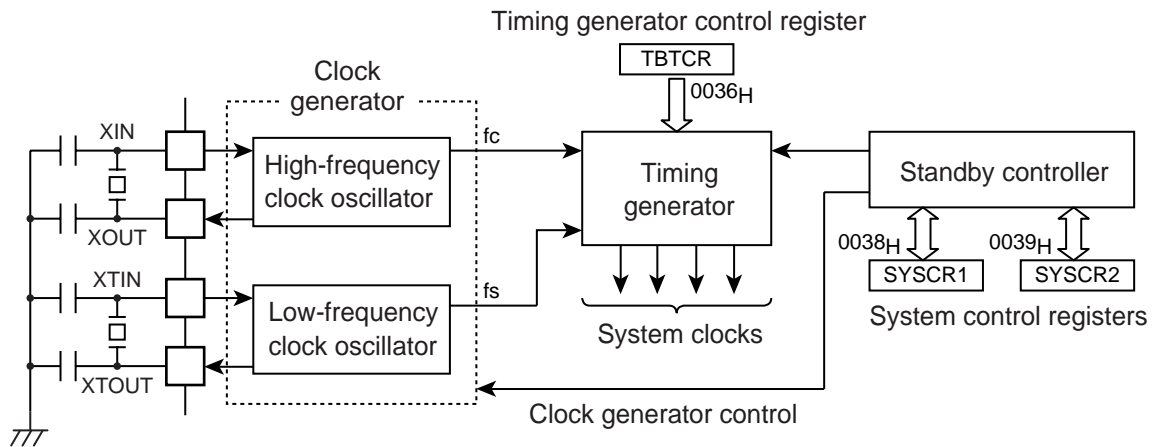 Timing generator control register
TBTCR
0036H
Clock
generator
XIN
fc
High-frequency
clock oscillator
Timing
generator
Standby controller
XOUT
0038H
0039H
XTIN
SYSCR1
SYSCR2
fs
Low-frequency
clock oscillator
System clocks
System control registers
XTOUT
Clock generator control